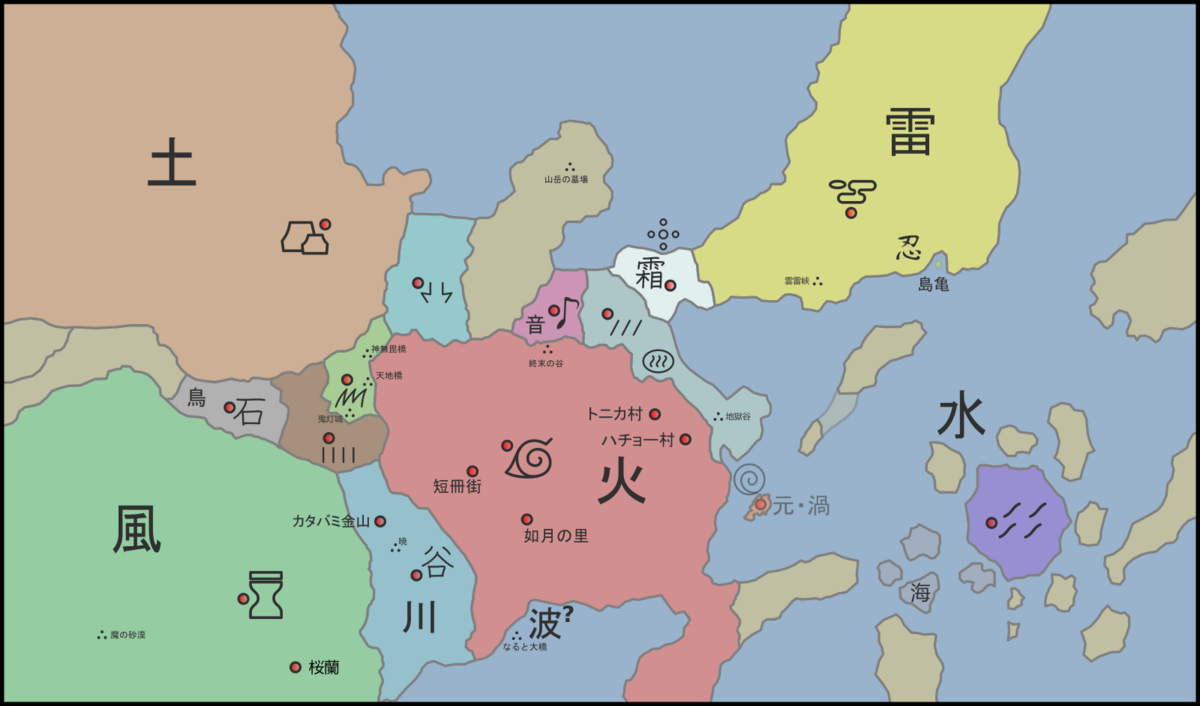 土
雷
山岳の墓場
忍
島亀
雲雷峡
霜
音
終末の谷
神無毘橋
天地橋
鳥
石
鬼灯城
地獄谷
トニカ村
ハチョー村
水
火
短冊街
如月の里
元・渦
風
カタバミ金山
暁
谷
川
波?
なると大橋
海
魔の砂漠
桜蘭